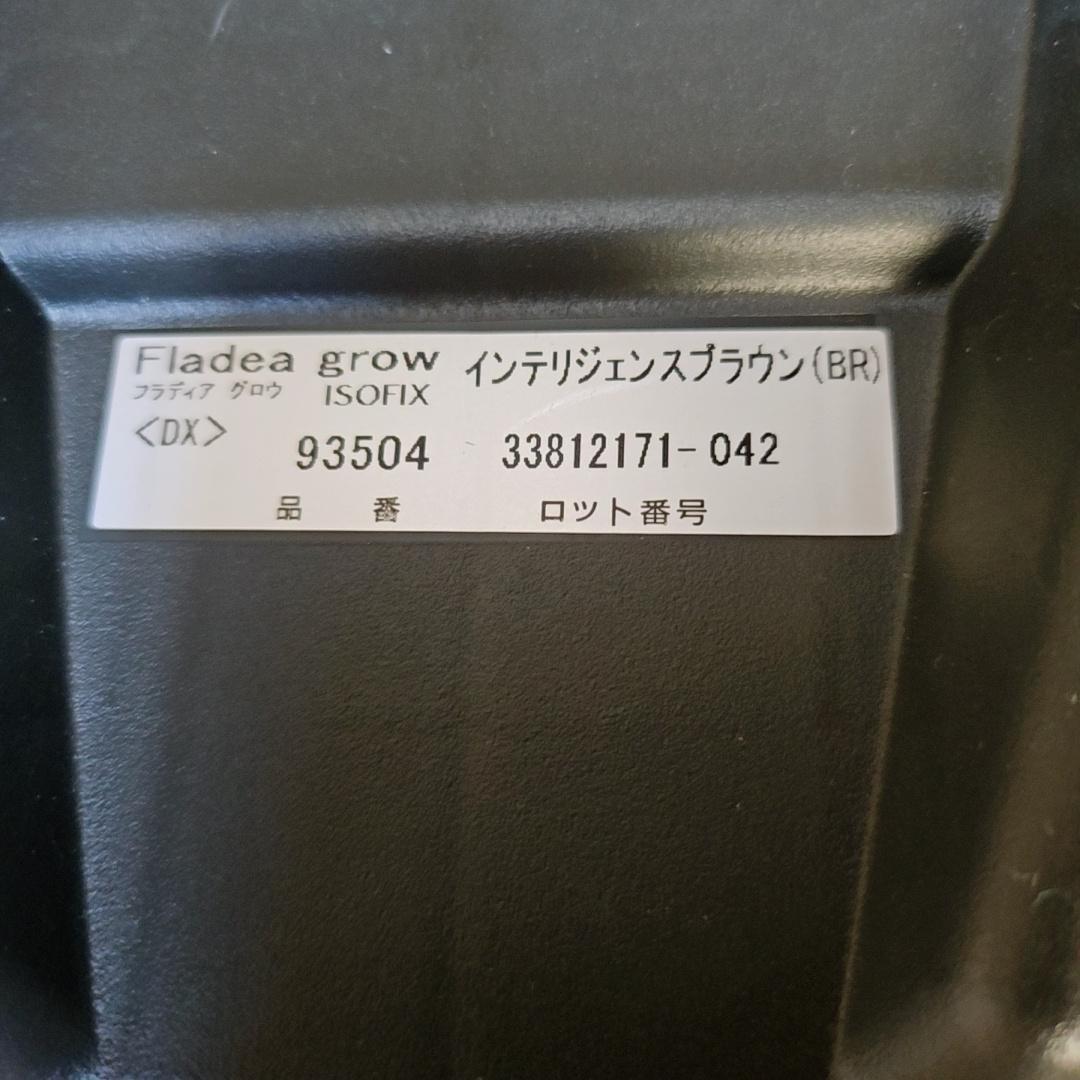 Fladea grow インテリジェンスブラウン(BR)
フラディア グロウ ISOFIX
<DX>
93504 33812171-042
品 番 ロット番号